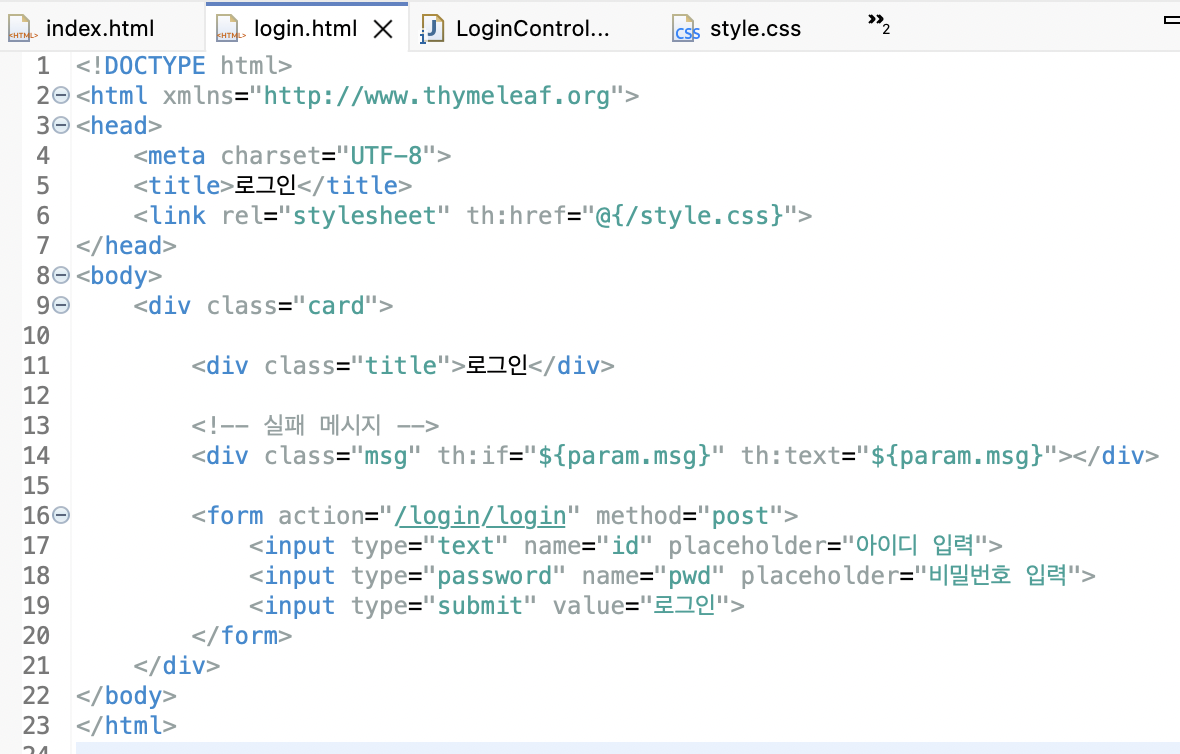 index.html login.html LoginControl... style.css »2
1 <!DOCTYPE html>
2 <html xmlns="http://www.thymeleaf.org">
3 <head>
4     <meta charset="UTF-8">
5     <title>로그인</title>
6     <link rel="stylesheet" th:href="@{/style.css}">
7 </head>
8 <body>
9     <div class="card">
10
11         <div class="title">로그인</div>
12
13         <!-- 실패 메시지 -->
14         <div class="msg" th:if="${param.msg}" th:text="${param.msg}"></div>
15
16         <form action="/login/login" method="post">
17             <input type="text" name="id" placeholder="아이디 입력">
18             <input type="password" name="pwd" placeholder="비밀번호 입력">
19             <input type="submit" value="로그인">
20         </form>
21     </div>
22 </body>
23 </html>
24